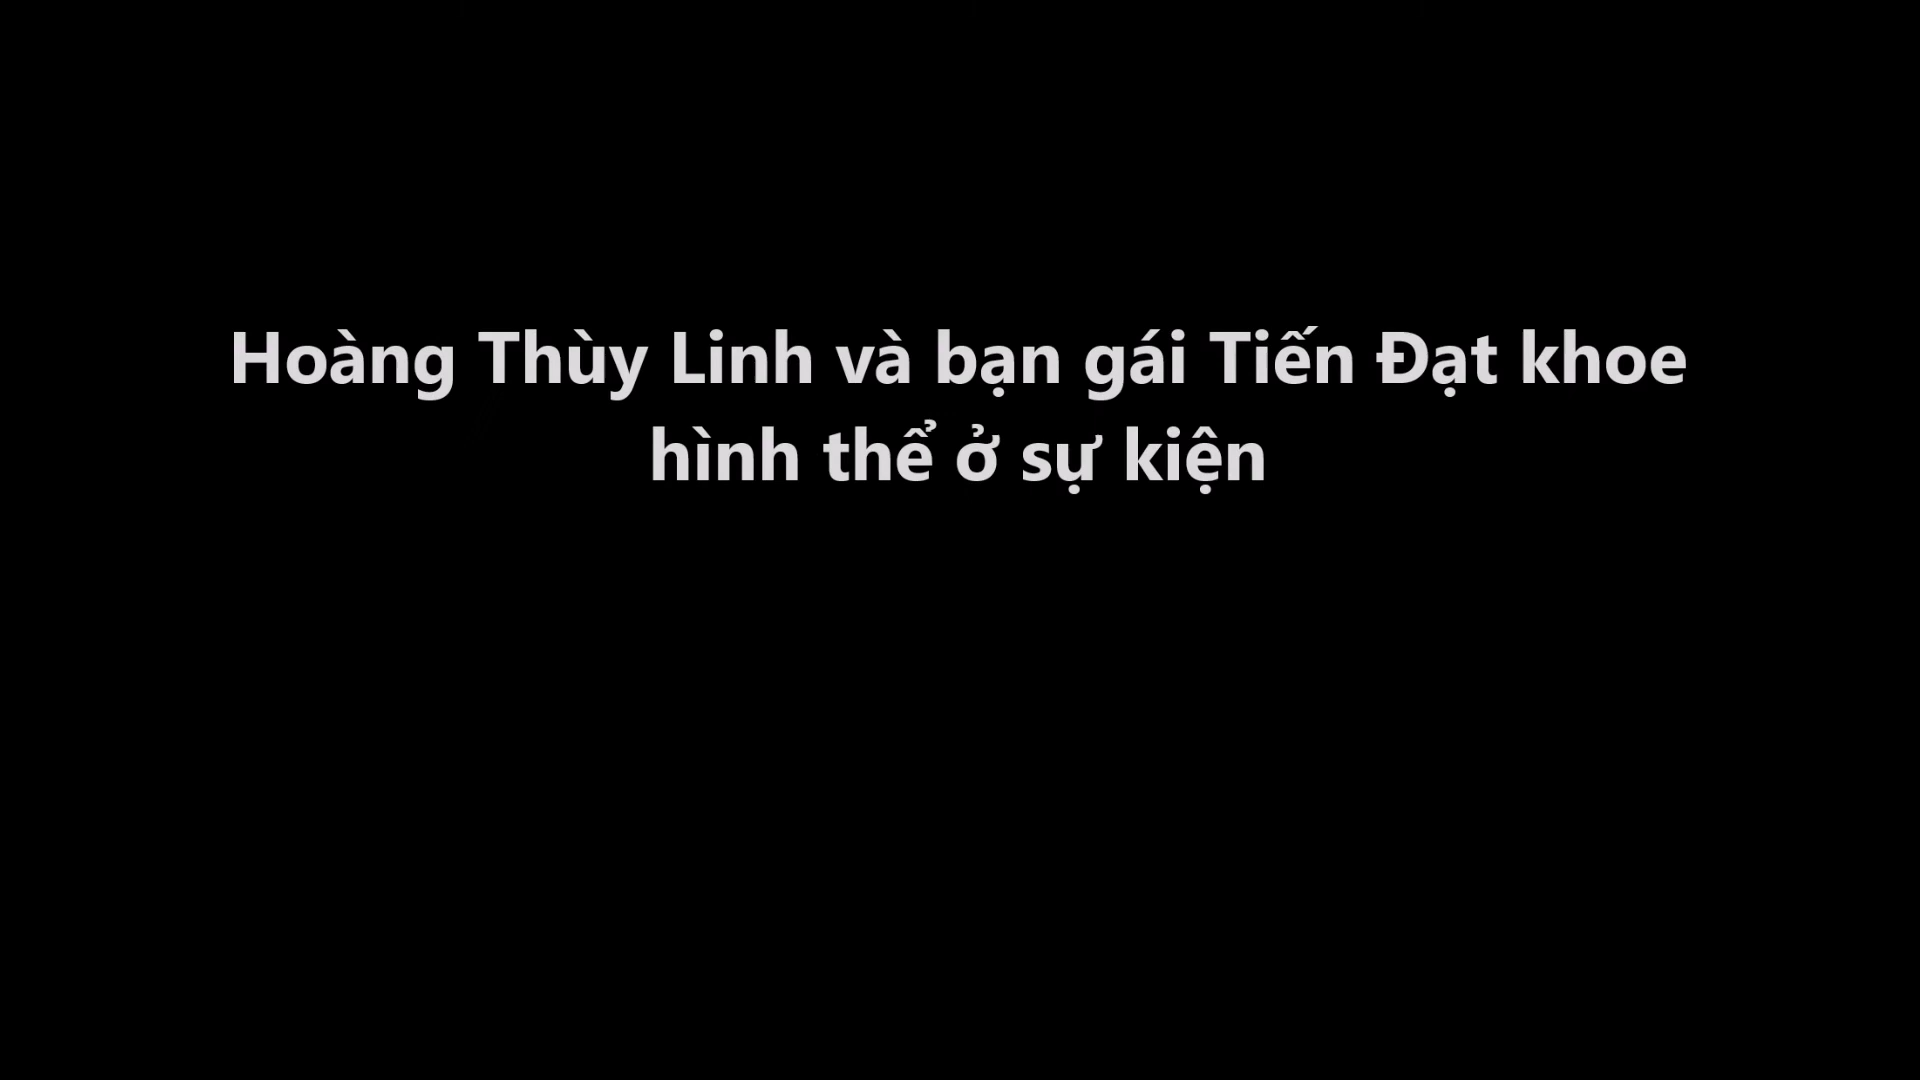 Hoàng Thùy Linh và bạn gái Tiến Đạt khoe
hình thể ở sự kiện